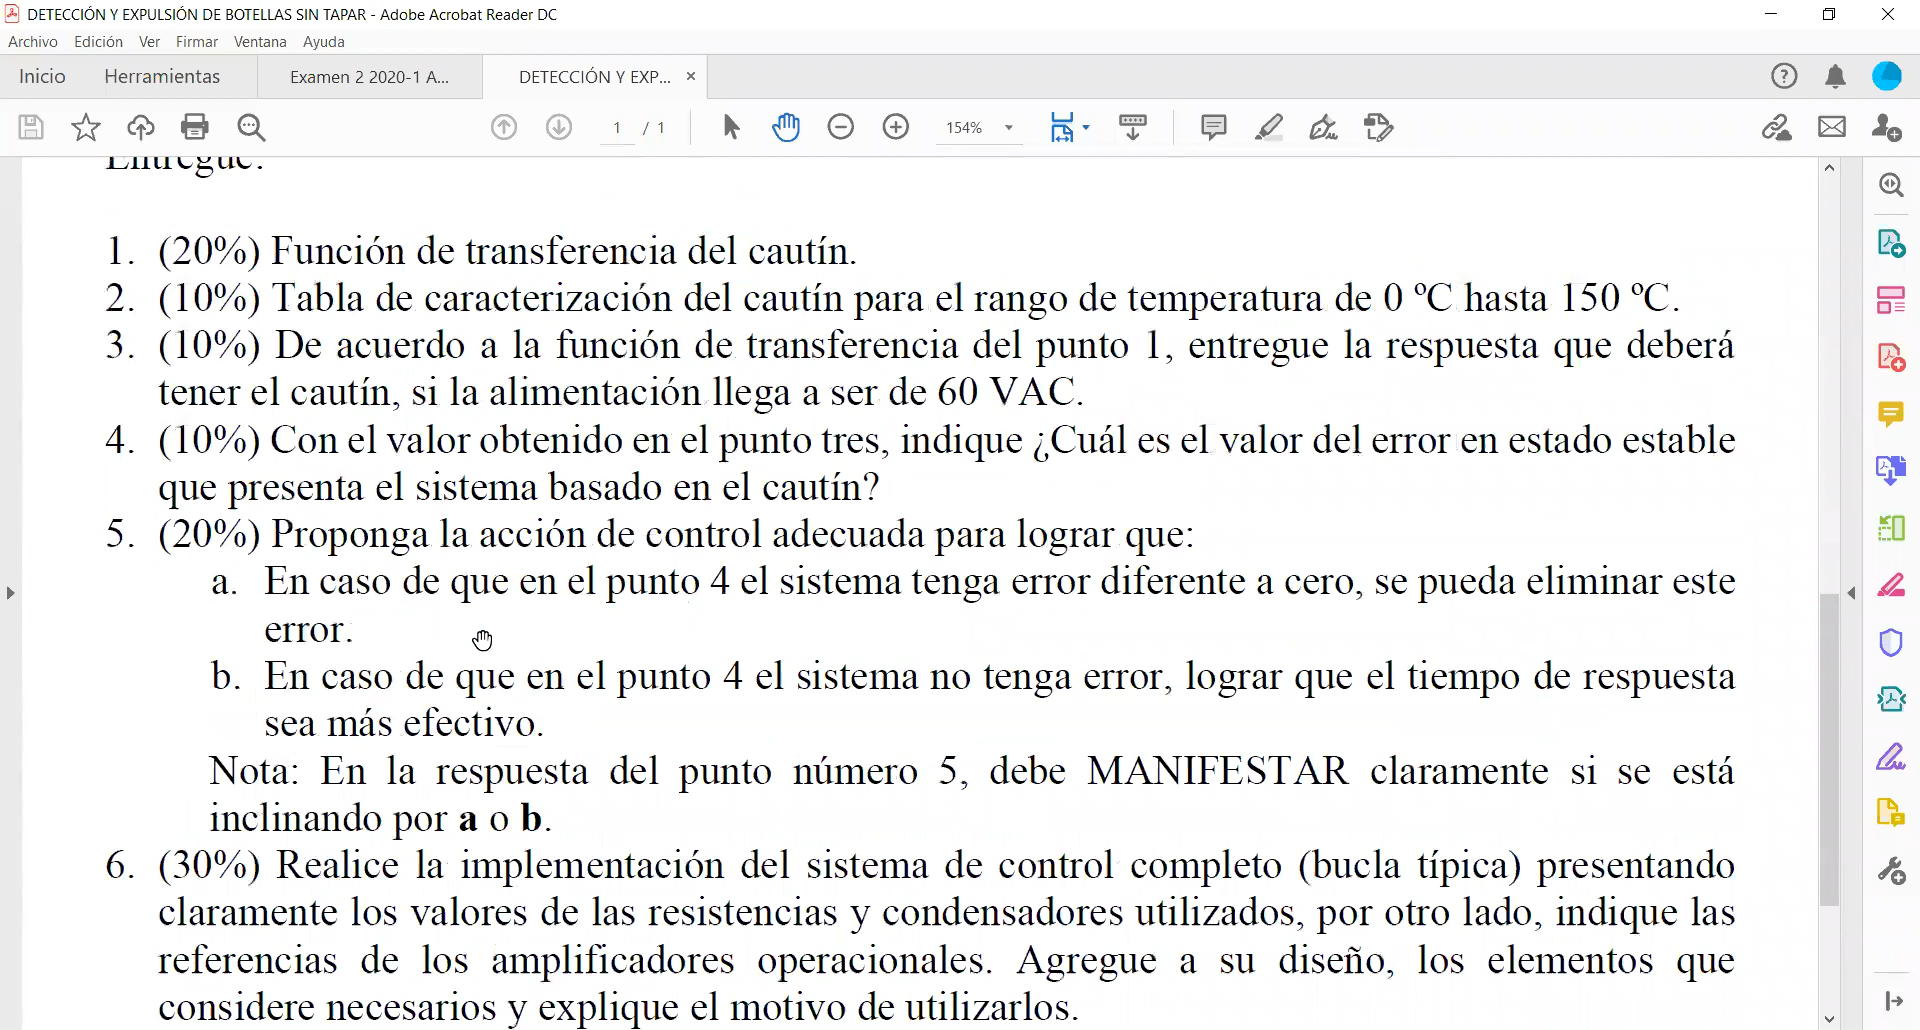 DETECCIÓN Y EXPULSIÓN DE BOTELLAS SIN TAPAR - Adobe Acrobat Reader DC
Archivo Edición Ver Firmar Ventana Ayuda
Inicio Herramientas Examen 2 2020-1 A... DETECCIÓN Y EXP... ×
1 / 1 154%
Entregue:
1. (20%) Función de transferencia del cautín.
2. (10%) Tabla de caracterización del cautín para el rango de temperatura de 0 ºC hasta 150 ºC.
3. (10%) De acuerdo a la función de transferencia del punto 1, entregue la respuesta que deberá
tener el cautín, si la alimentación llega a ser de 60 VAC.
4. (10%) Con el valor obtenido en el punto tres, indique ¿Cuál es el valor del error en estado estable
que presenta el sistema basado en el cautín?
5. (20%) Proponga la acción de control adecuada para lograr que:
a. En caso de que en el punto 4 el sistema tenga error diferente a cero, se pueda eliminar este
error.
b. En caso de que en el punto 4 el sistema no tenga error, lograr que el tiempo de respuesta
sea más efectivo.
Nota: En la respuesta del punto número 5, debe MANIFESTAR claramente si se está
inclinando por a o b.
6. (30%) Realice la implementación del sistema de control completo (bucla típica) presentando
claramente los valores de las resistencias y condensadores utilizados, por otro lado, indique las
referencias de los amplificadores operacionales. Agregue a su diseño, los elementos que
considere necesarios y explique el motivo de utilizarlos.